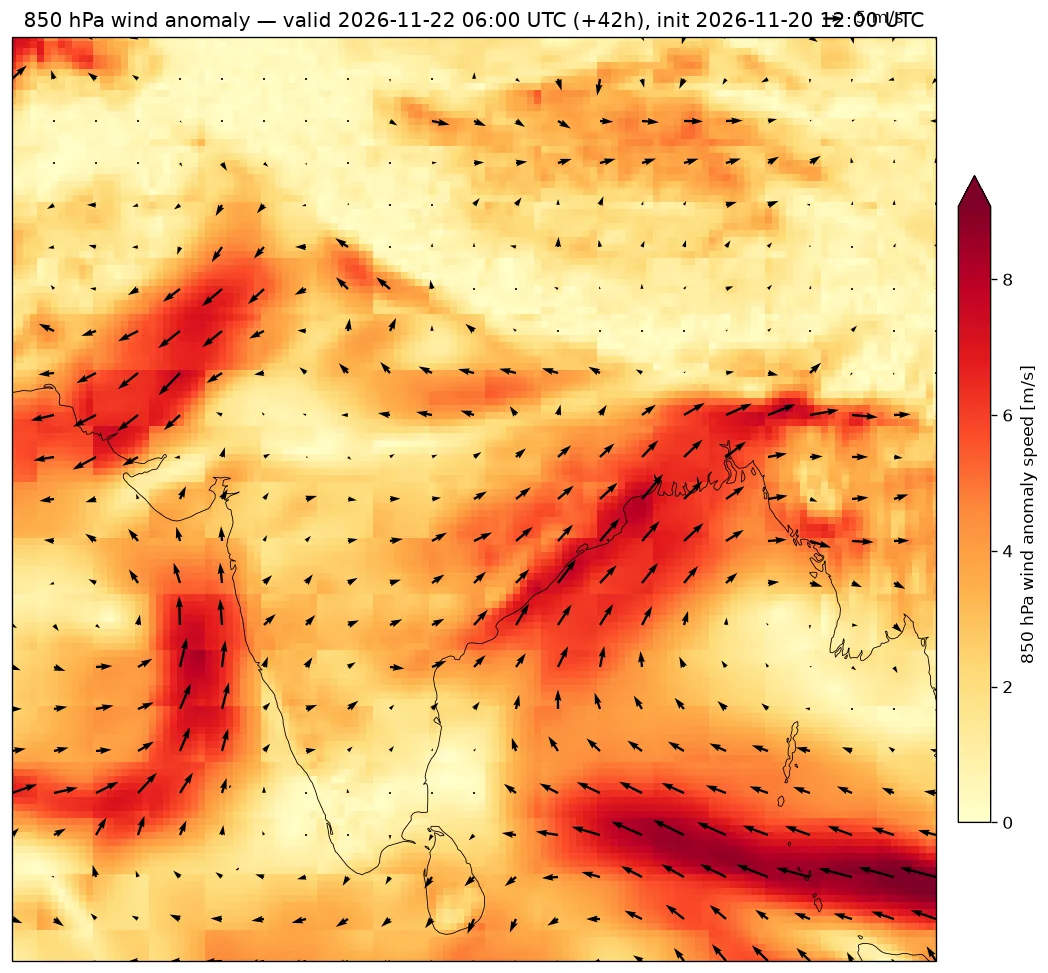 850 hPa wind anomaly — valid 2026-11-22 06:00 UTC (+42h), init 2026-11-20 12:00 UTC
5 m/s
8
6
4
2
0
850 hPa wind anomaly speed [m/s]